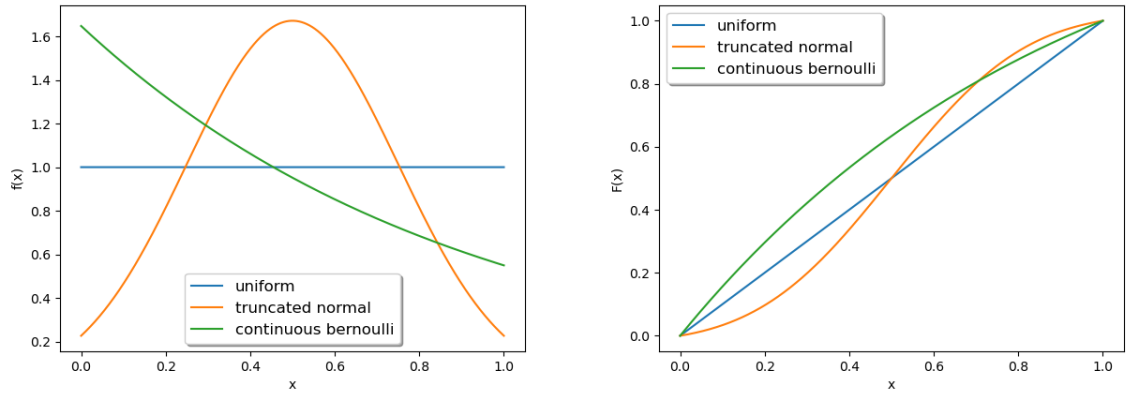 1.6
1.4
1.2
1.0
0.8
0.6
0.4
0.2
f(x)
uniform
truncated normal
continuous bernoulli
0.0 0.2 0.4 0.6 0.8 1.0
x
1.0
0.8
0.6
0.4
0.2
0.0
F(x)
uniform
truncated normal
continuous bernoulli
0.0 0.2 0.4 0.6 0.8 1.0
x